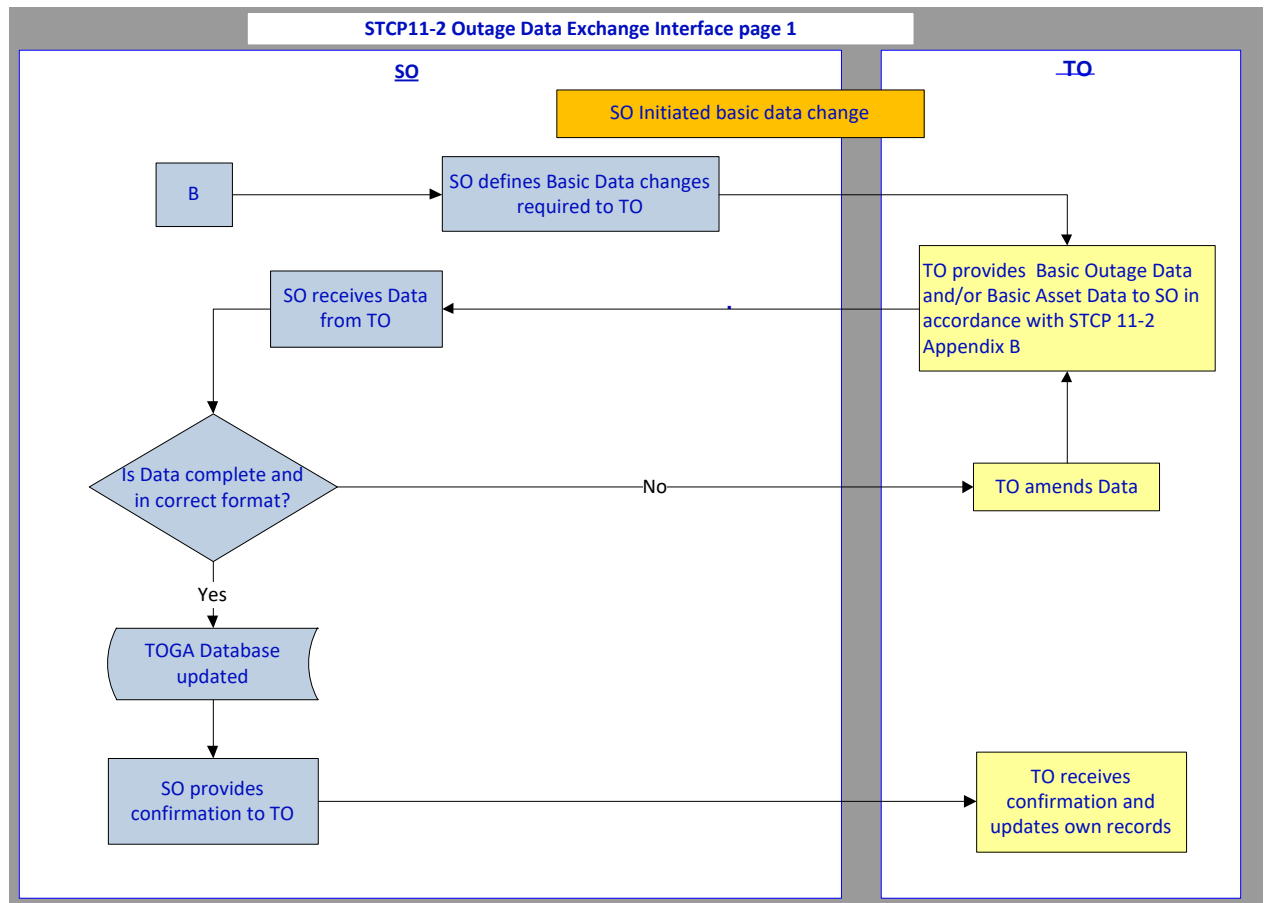 STCP11-2 Outage Data Exchange Interface page 1
SO
TO
SO Initiated basic data change
B
SO defines Basic Data changes
required to TO
TO provides Basic Outage Data
and/or Basic Asset Data to SO in
accordance with STCP 11-2
Appendix B
SO receives Data
from TO
Is Data complete and
in correct format?
No
TO amends Data
Yes
TOGA Database
updated
SO provides
confirmation to TO
TO receives
confirmation and
updates own records